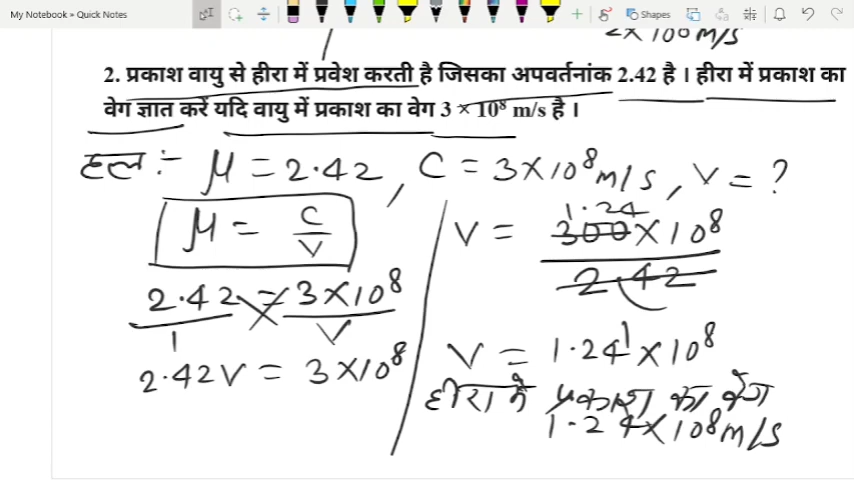 My Notebook » Quick Notes
Shapes
2 × 10⁸ m/s
2. प्रकाश वायु से हीरा में प्रवेश करती है जिसका अपवर्तनांक 2.42 है । हीरा में प्रकाश का
वेग ज्ञात करें यदि वायु में प्रकाश का वेग 3 × 10⁸ m/s है ।
हल :- μ = 2.42 , C = 3×10⁸ m/s , V = ?
μ = C/V
2.42/1 = 3×10⁸/V
2.42V = 3×10⁸
1.24
V = 300×10⁸/2.42
V = 1.24 × 10⁸
हीरा में प्रकाश का वेग
1.24×10⁸ m/s